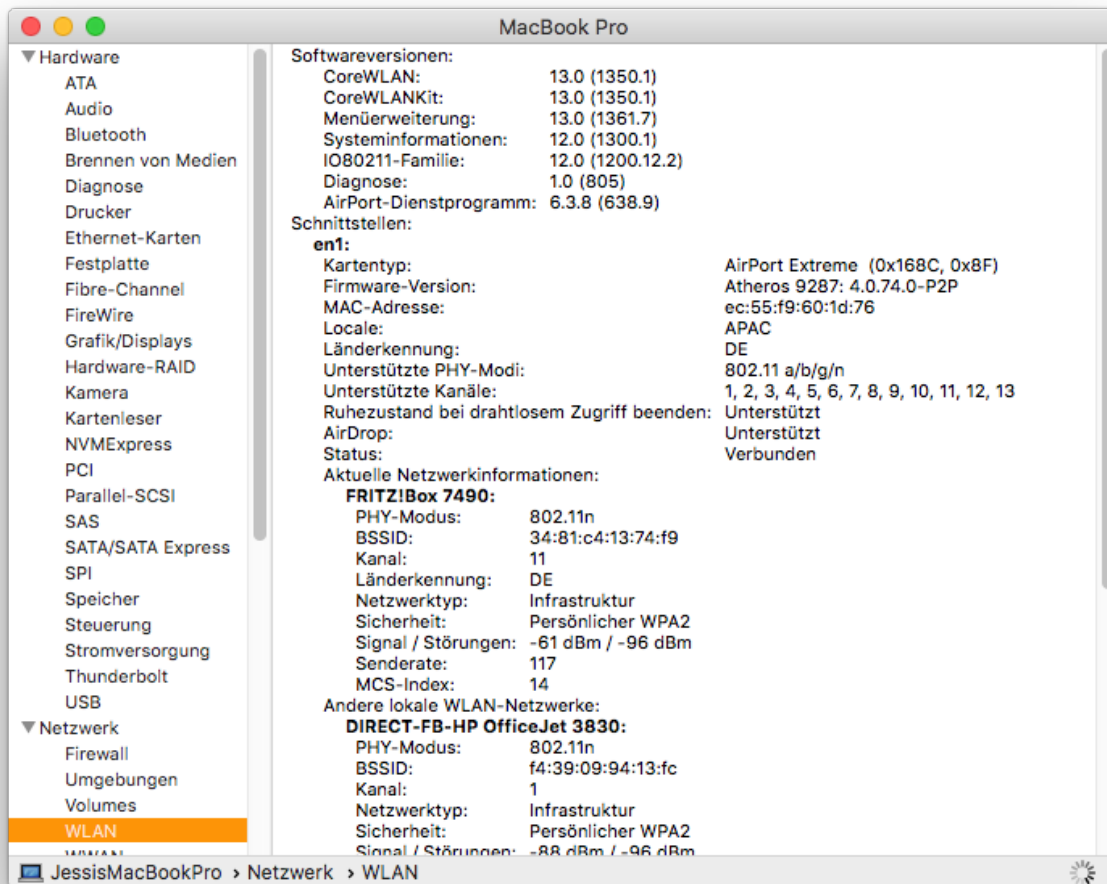 MacBook Pro
Hardware
ATA
Audio
Bluetooth
Brennen von Medien
Diagnose
Drucker
Ethernet-Karten
Festplatte
Fibre-Channel
FireWire
Grafik/Displays
Hardware-RAID
Kamera
Kartenleser
NVMExpress
PCI
Parallel-SCSI
SAS
SATA/SATA Express
SPI
Speicher
Steuerung
Stromversorgung
Thunderbolt
USB
Netzwerk
Firewall
Umgebungen
Volumes
WLAN
WWAN
Softwareversionen:
CoreWLAN: 13.0 (1350.1)
CoreWLANKit: 13.0 (1350.1)
Menüerweiterung: 13.0 (1361.7)
Systeminformationen: 12.0 (1300.1)
IO80211-Familie: 12.0 (1200.12.2)
Diagnose: 1.0 (805)
AirPort-Dienstprogramm: 6.3.8 (638.9)
Schnittstellen:
en1:
Kartentyp: AirPort Extreme (0x168C, 0x8F)
Firmware-Version: Atheros 9287: 4.0.74.0-P2P
MAC-Adresse: ec:55:f9:60:1d:76
Locale: APAC
Länderkennung: DE
Unterstützte PHY-Modi: 802.11 a/b/g/n
Unterstützte Kanäle: 1, 2, 3, 4, 5, 6, 7, 8, 9, 10, 11, 12, 13
Ruhezustand bei drahtlosem Zugriff beenden: Unterstützt
AirDrop: Unterstützt
Status: Verbunden
Aktuelle Netzwerkinformationen:
FRITZ!Box 7490:
PHY-Modus: 802.11n
BSSID: 34:81:c4:13:74:f9
Kanal: 11
Länderkennung: DE
Netzwerktyp: Infrastruktur
Sicherheit: Persönlicher WPA2
Signal / Störungen: -61 dBm / -96 dBm
Senderate: 117
MCS-Index: 14
Andere lokale WLAN-Netzwerke:
DIRECT-FB-HP OfficeJet 3830:
PHY-Modus: 802.11n
BSSID: f4:39:09:94:13:fc
Kanal: 1
Netzwerktyp: Infrastruktur
Sicherheit: Persönlicher WPA2
Signal / Störungen: -88 dBm / -96 dBm
JessisMacBookPro › Netzwerk › WLAN